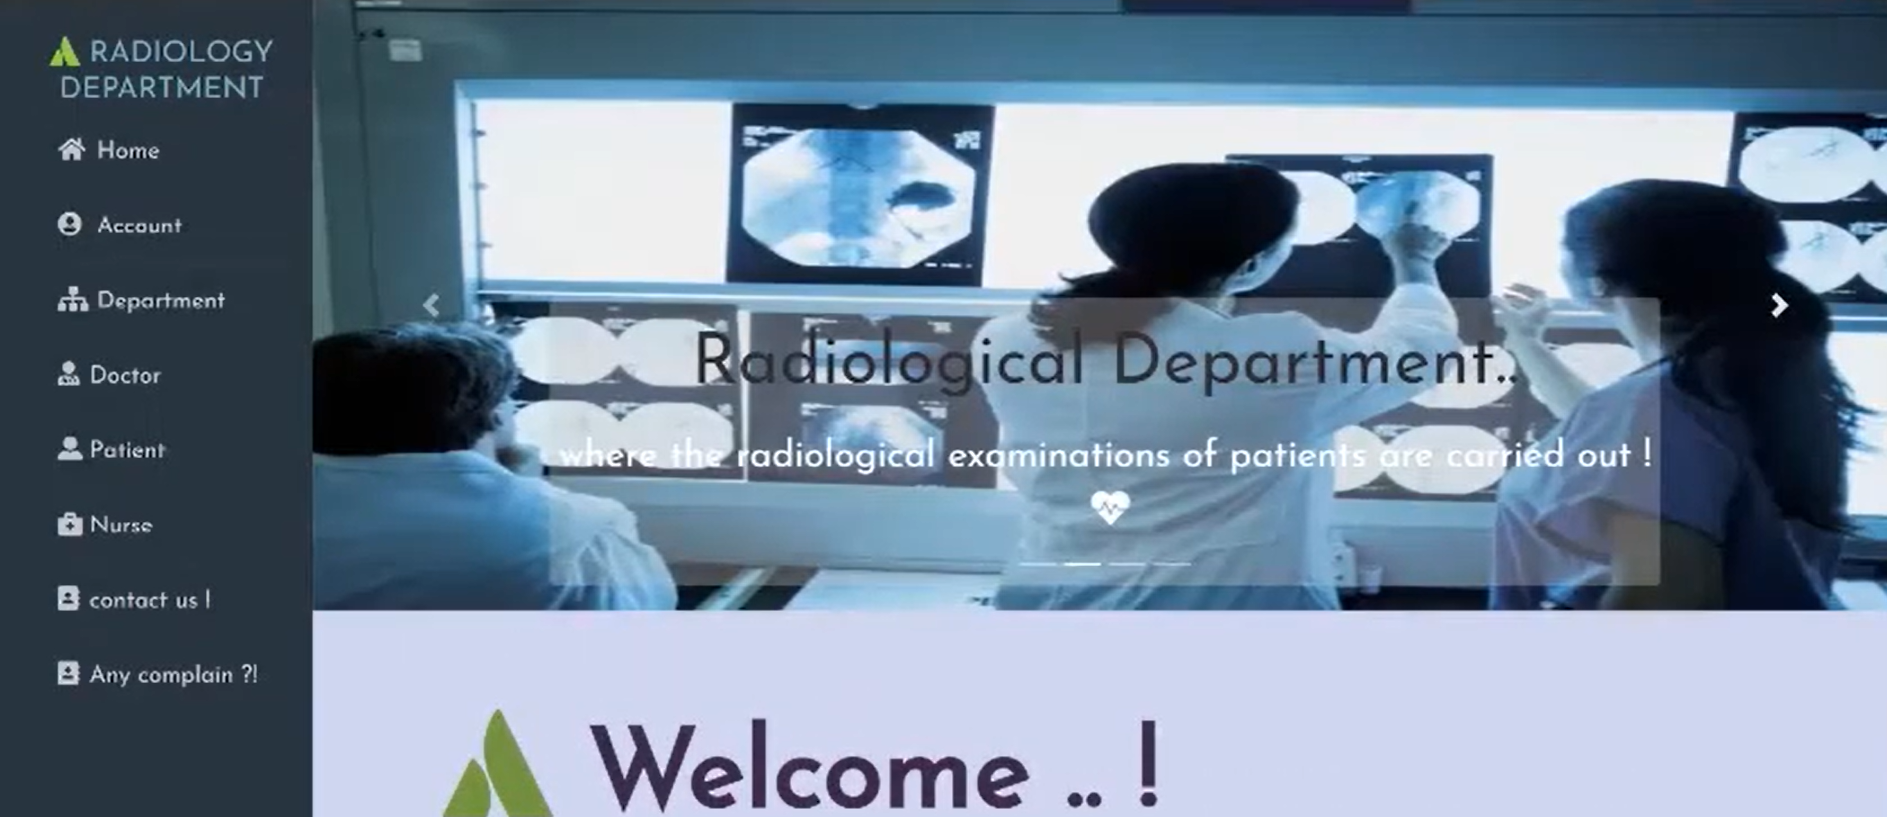 RADIOLOGY
DEPARTMENT
Home
Account
Department
Doctor
Patient
Nurse
contact us !
Any complain ?!
Radiological Department..
where the radiological examinations of patients are carried out !
Welcome .. !